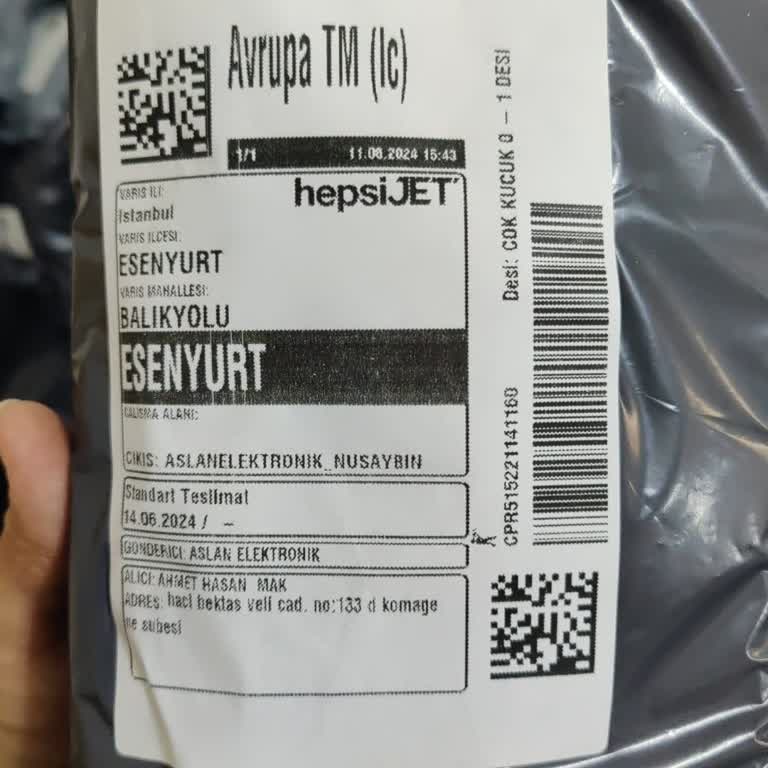 Avrupa TM (Ic)
1/1 11.06.2024 15:43
hepsiJET
VARIS ILI:
Istanbul
VARIS ILCESI:
ESENYURT
VARIS MAHALLESI:
BALIKYOLU
ESENYURT
CALISMA ALANI:
CIKIS: ASLANELEKTRONIK_NUSAYBIN
Standart Teslimat
14.06.2024 / –
GONDERICI: ASLAN ELEKTRONIK
ALICI: AHMET HASAN MAK
ADRES: haci bektas veli cad. no:133 d komage
ne subesi
Desi: COK KUCUK 0 – 1 DESI
CPR515221141160